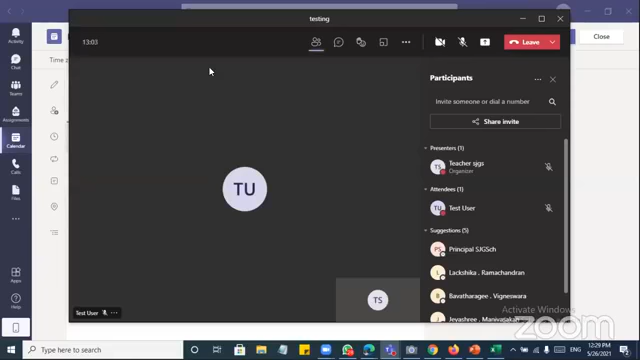 testing
Close
Activity
Chat
Teams
Assignments
Calendar
Calls
Files
Apps
Help
Time z
13:03
Leave
Participants
Invite someone or dial a number
Share invite
Presenters (1)
TS
Teacher sjgs
Organizer
Attendees (1)
TU
Test User
Suggestions (5)
PS
Principal SJGSch
L.
Lackshika . Ramachandran
B.
Bavatharagee . Vigneswara
Jeyashree . Manivasakam
TU
TS
Test User
Activate Windows
zoom
Type here to search
ENG
12:29 PM
5/26/2021